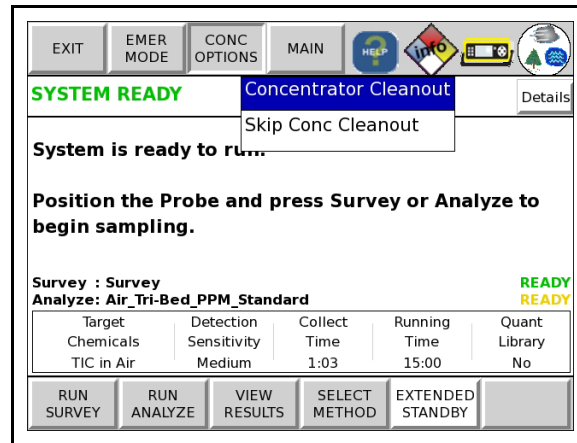 EXIT
EMER
MODE
CONC
OPTIONS
MAIN
HELP
info
SYSTEM READY
Concentrator Cleanout
Skip Conc Cleanout
Details
System is ready to run.
Position the Probe and press Survey or Analyze to
begin sampling.
Survey : Survey READY
Analyze: Air_Tri-Bed_PPM_Standard READY
Target Detection Collect Running Quant
Chemicals Sensitivity Time Time Library
TIC in Air Medium 1:03 15:00 No
RUN
SURVEY
RUN
ANALYZE
VIEW
RESULTS
SELECT
METHOD
EXTENDED
STANDBY